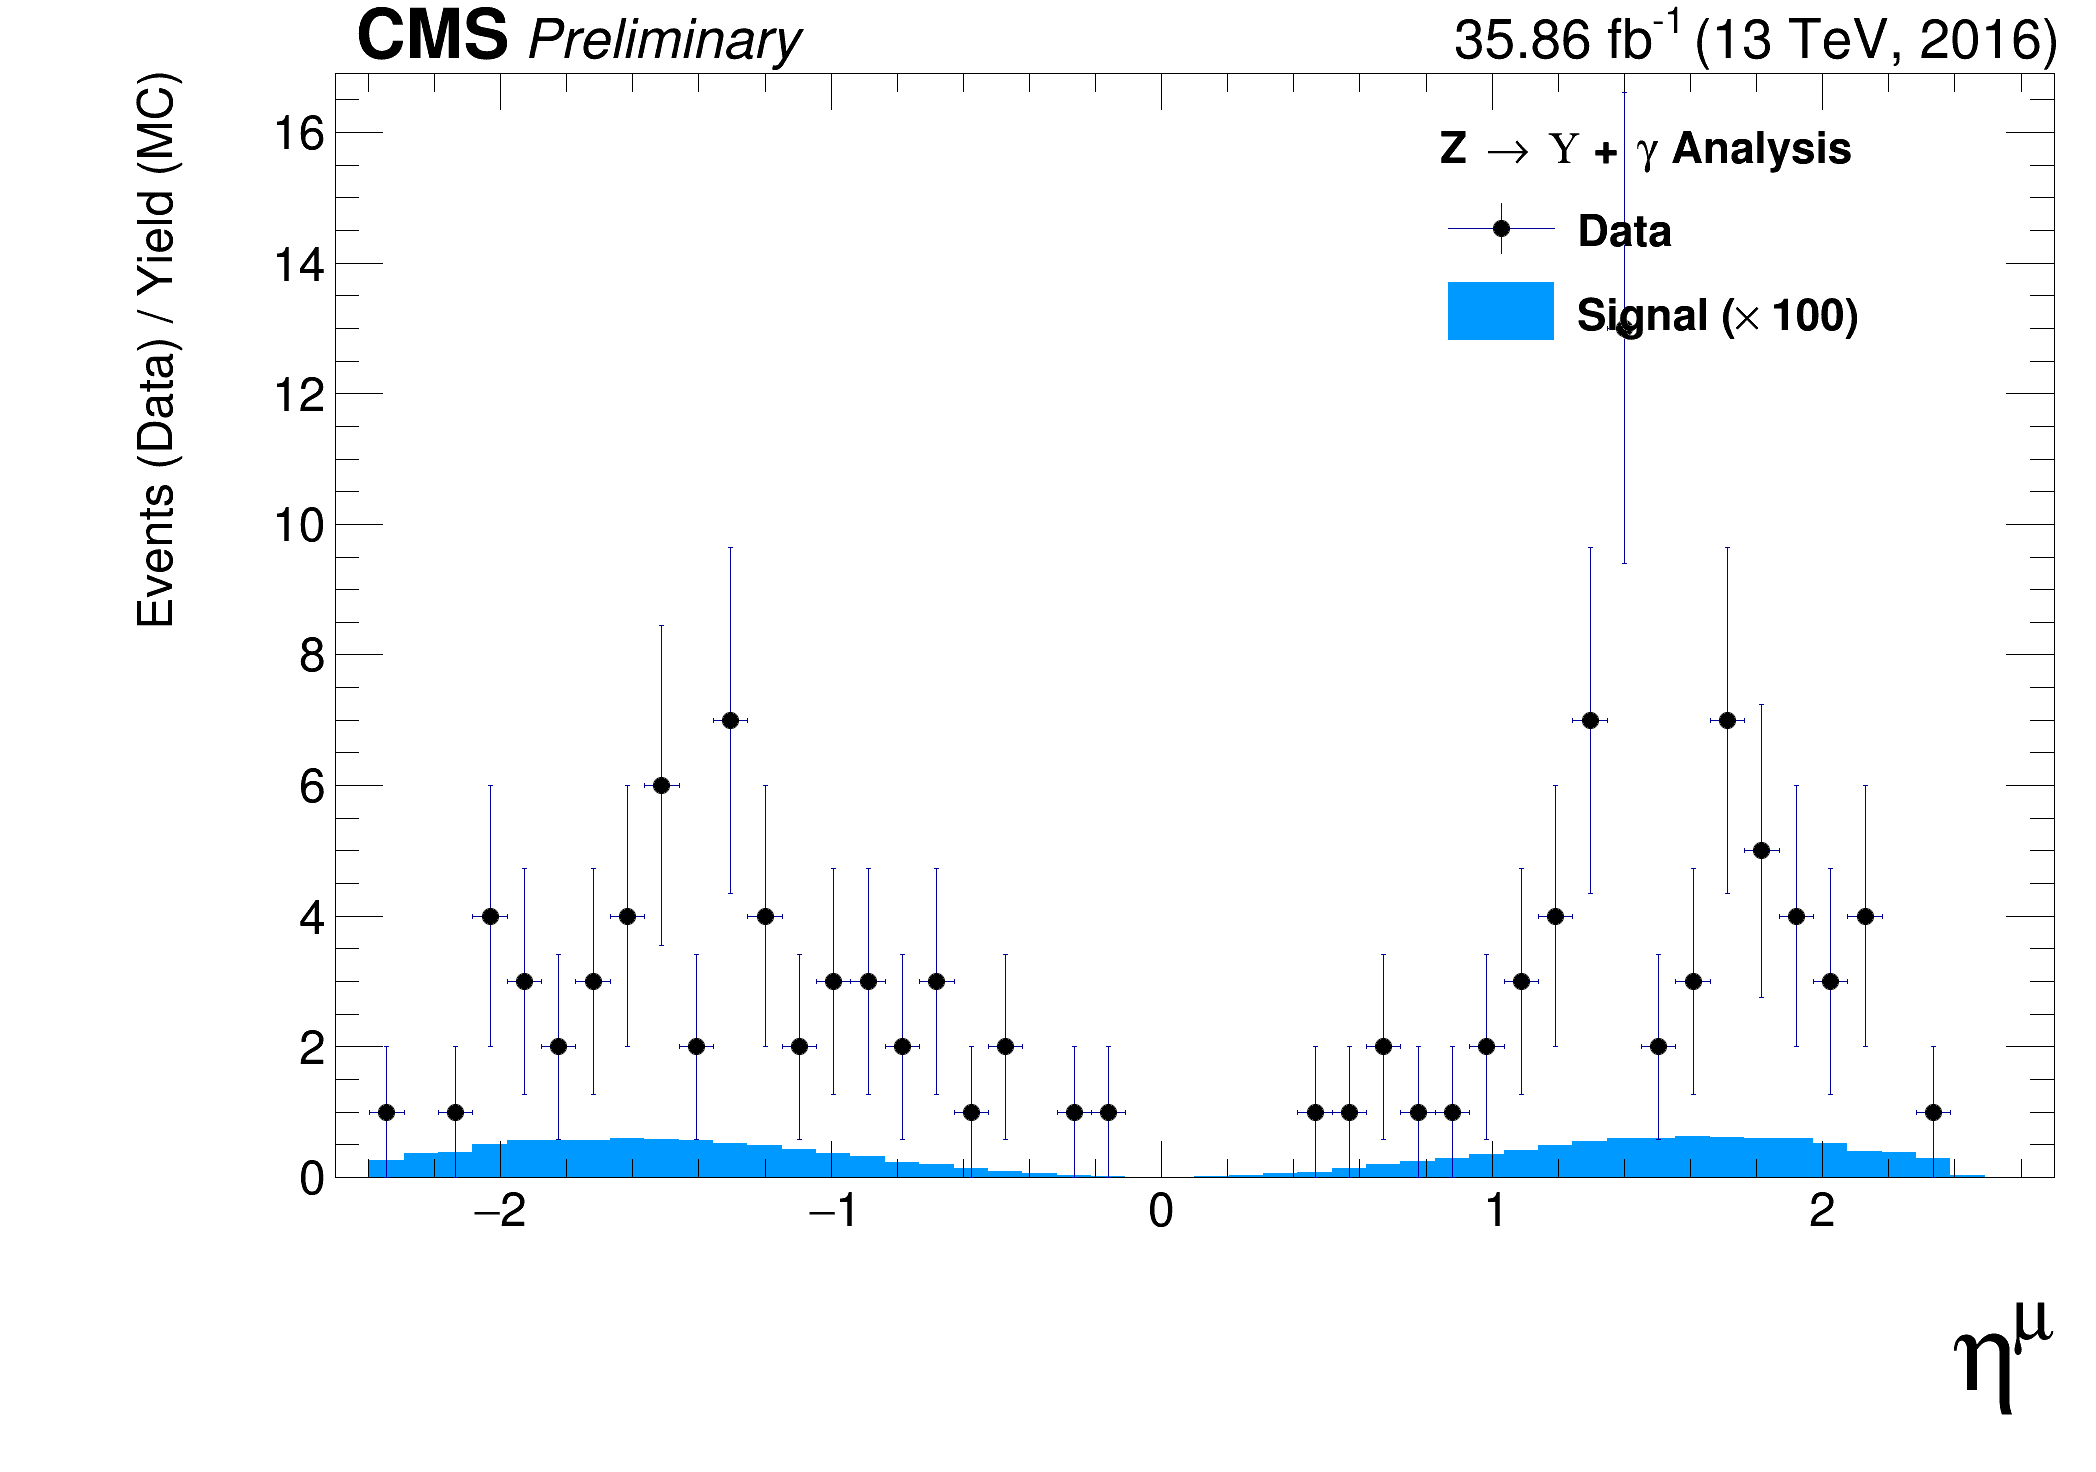 CMS Preliminary 35.86 fb⁻¹ (13 TeV, 2016)
Events (Data) / Yield (MC)
Z → Υ + γ Analysis
Data
Signal (× 100)
16
14
12
10
8
6
4
2
0
−2 −1 0 1 2
η^μ